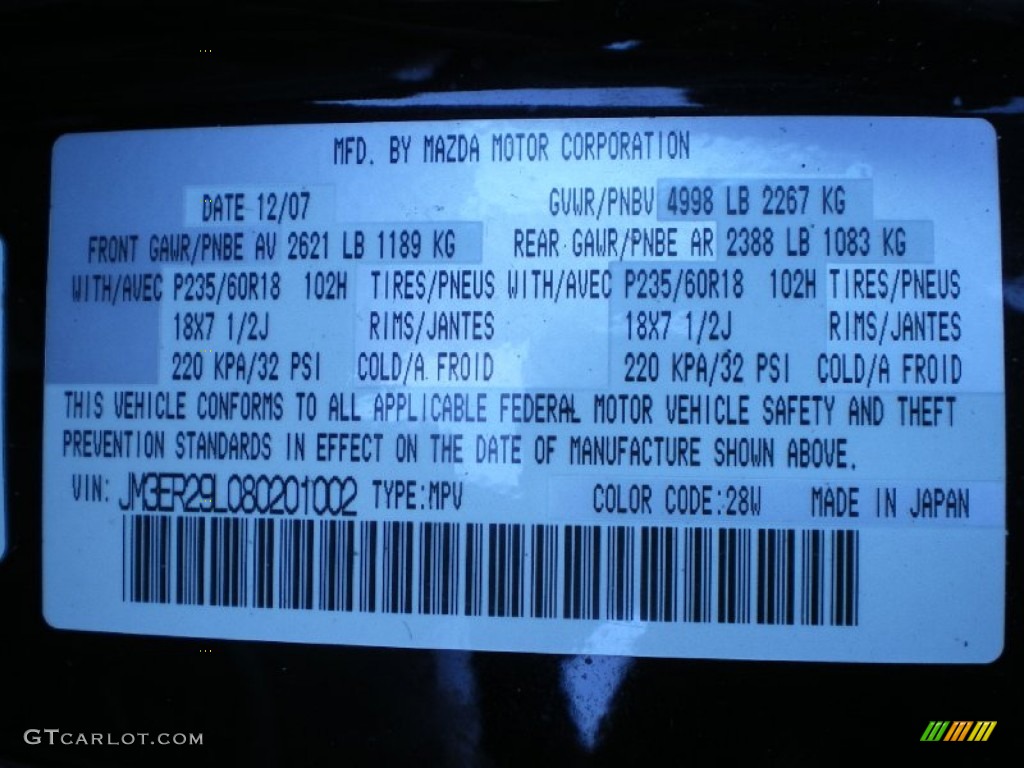 MFD. BY MAZDA MOTOR CORPORATION
DATE 12/07 GVWR/PNBV 4998 LB 2267 KG
FRONT GAWR/PNBE AV 2621 LB 1189 KG REAR GAWR/PNBE AR 2388 LB 1083 KG
WITH/AVEC P235/60R18 102H TIRES/PNEUS WITH/AVEC P235/60R18 102H TIRES/PNEUS
18X7 1/2J RIMS/JANTES 18X7 1/2J RIMS/JANTES
220 KPA/32 PSI COLD/A FROID 220 KPA/32 PSI COLD/A FROID
THIS VEHICLE CONFORMS TO ALL APPLICABLE FEDERAL MOTOR VEHICLE SAFETY AND THEFT
PREVENTION STANDARDS IN EFFECT ON THE DATE OF MANUFACTURE SHOWN ABOVE.
VIN: JM3ER29L080201002 TYPE:MPV COLOR CODE:28W MADE IN JAPAN
GTCARLOT.COM